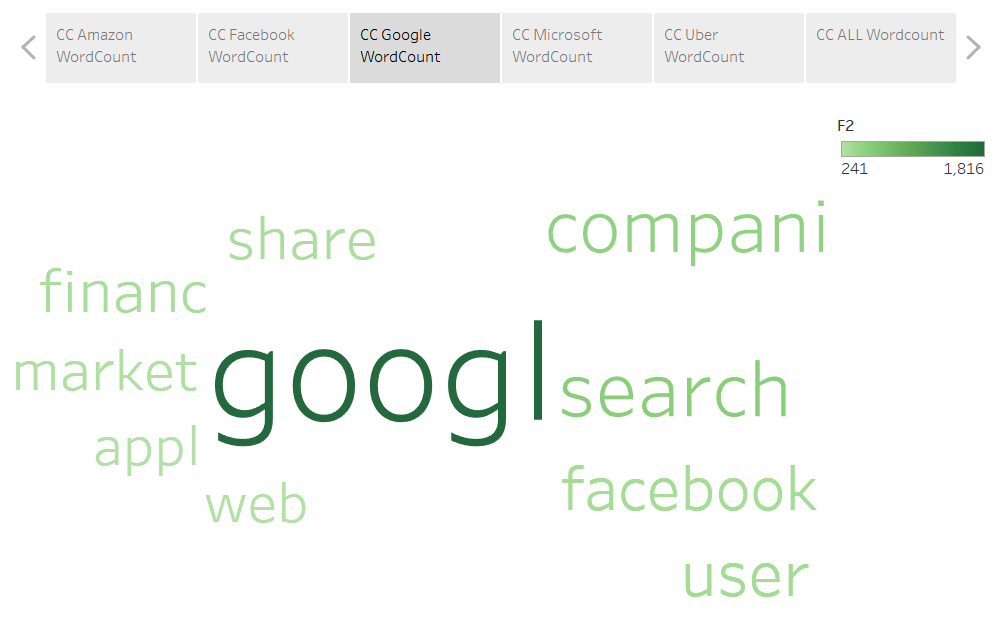 CC Amazon
WordCount
CC Facebook
WordCount
CC Google
WordCount
CC Microsoft
WordCount
CC Uber
WordCount
CC ALL Wordcount
F2
241 1,816
share
compani
financ
market
googl
search
appl
web
facebook
user